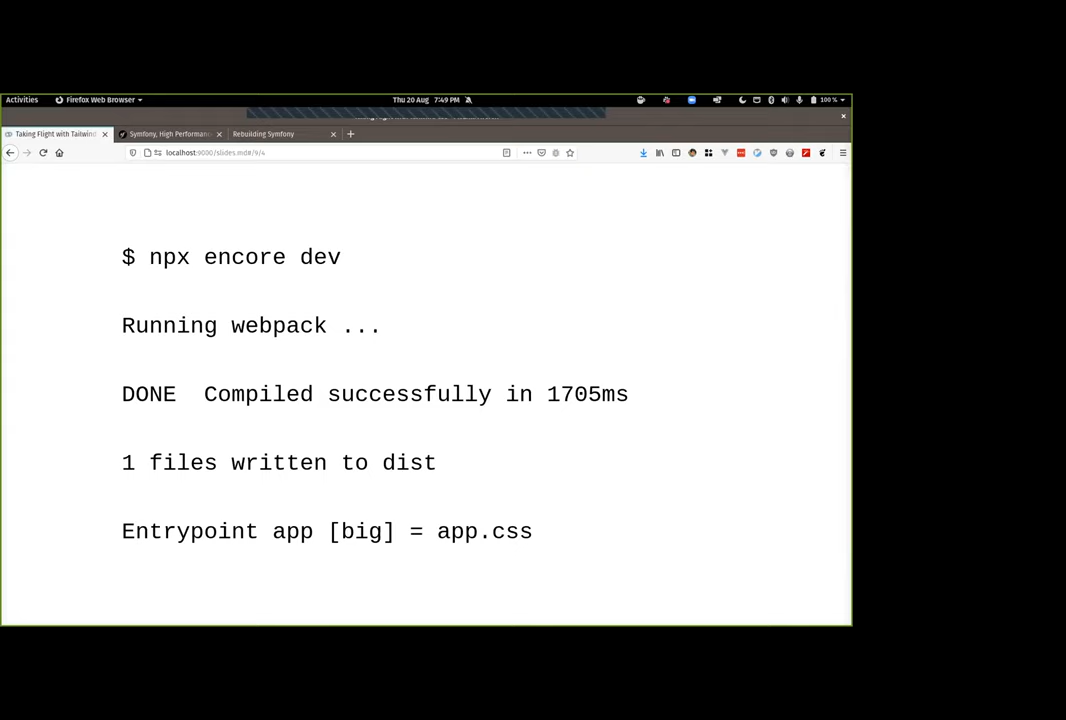 Activities Firefox Web Browser Thu 20 Aug 7:49 PM 100 %
Taking Flight with Tailwind Symfony, High Performan Rebuilding Symfony
localhost:9000/slides.md#/9/4
$ npx encore dev
Running webpack ...
DONE Compiled successfully in 1705ms
1 files written to dist
Entrypoint app [big] = app.css